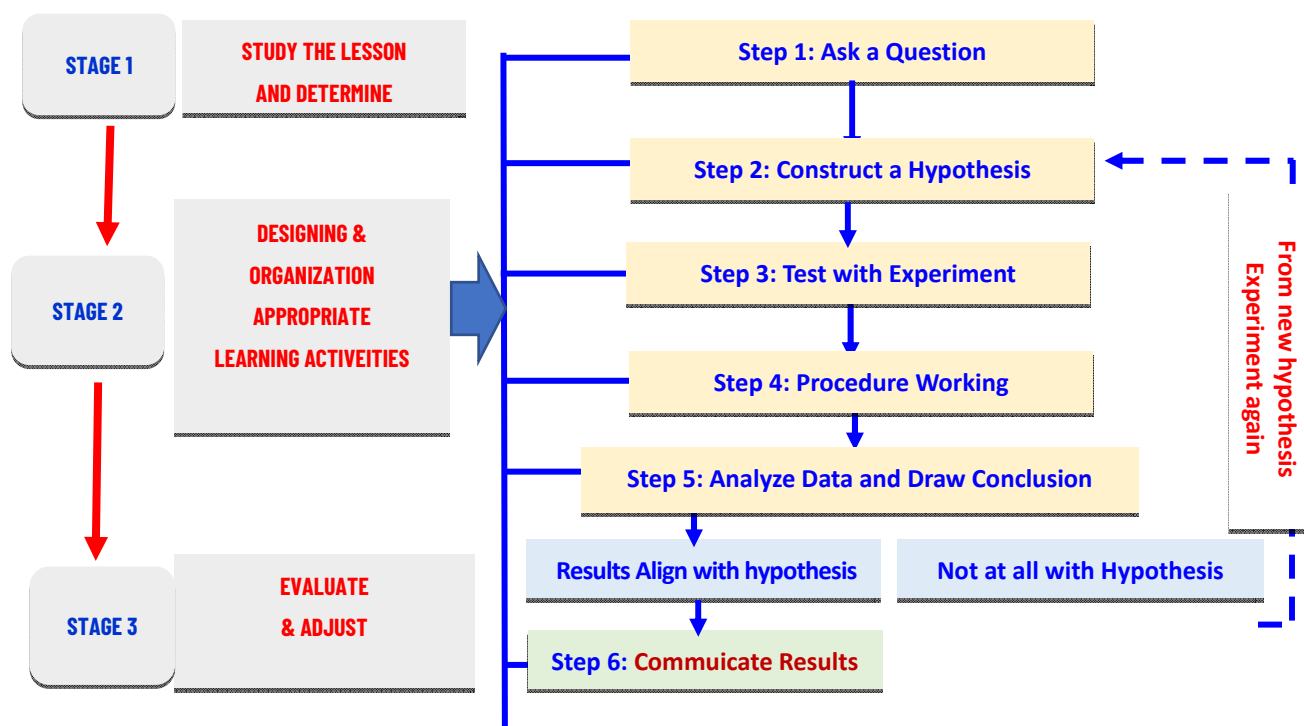 STAGE 1
STUDY THE LESSON
AND DETERMINE
STAGE 2
DESIGNING &
ORGANIZATION
APPROPRIATE
LEARNING ACTIVEITIES
STAGE 3
EVALUATE
& ADJUST
Step 1: Ask a Question
Step 2: Construct a Hypothesis
Step 3: Test with Experiment
Step 4: Procedure Working
Step 5: Analyze Data and Draw Conclusion
Results Align with hypothesis
Not at all with Hypothesis
Step 6: Commuicate Results
From new hypothesis
Experiment again